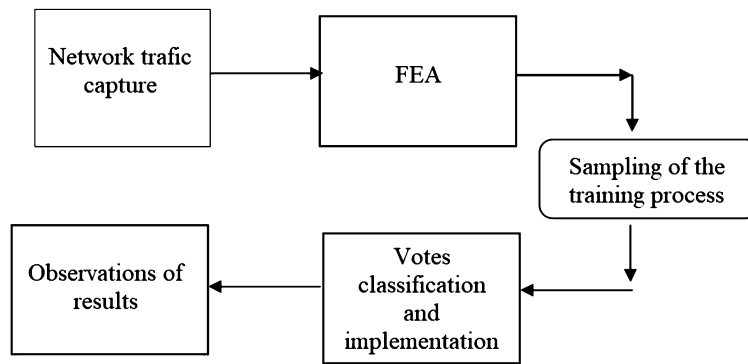 Network trafic
capture
FEA
Sampling of the
training process
Votes
classification
and
implementation
Observations of
results